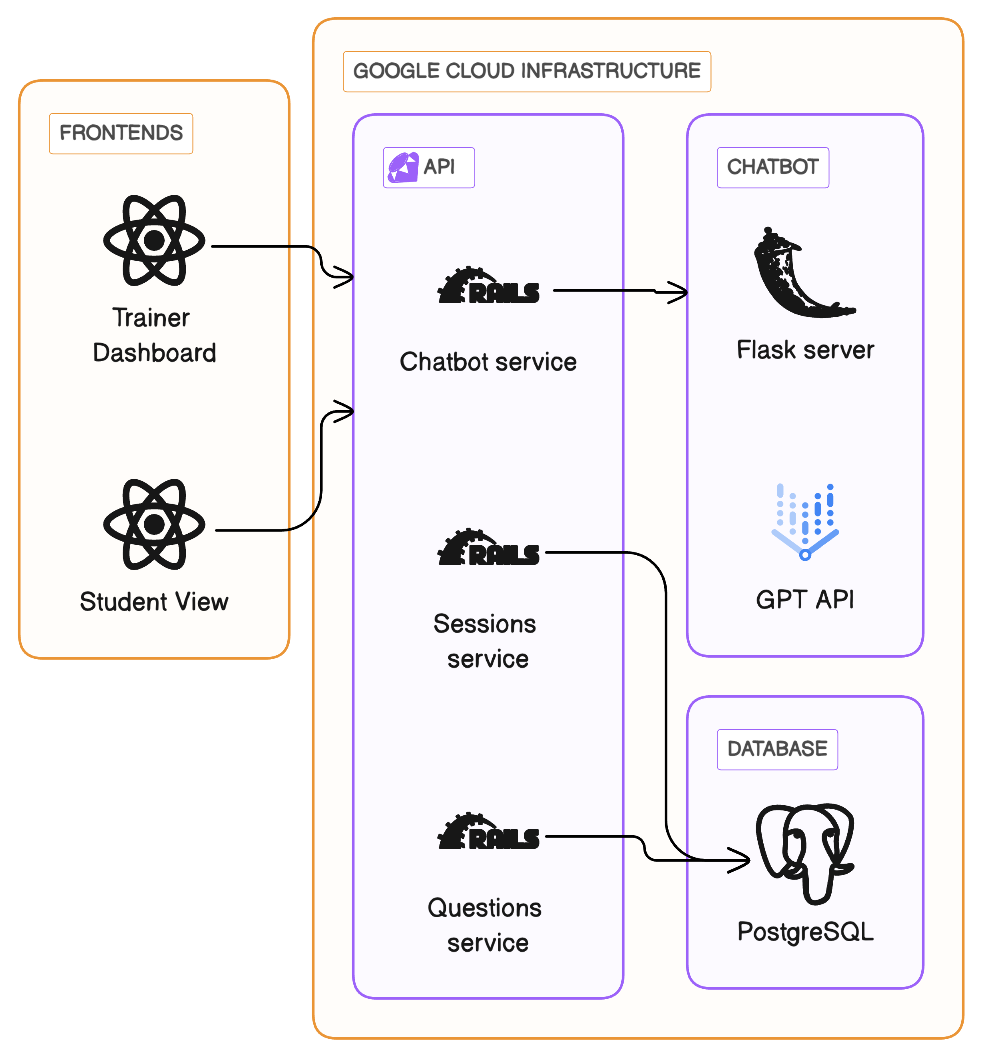 GOOGLE CLOUD INFRASTRUCTURE
FRONTENDS
Trainer
Dashboard
Student View
API
RAILS
Chatbot service
RAILS
Sessions
service
RAILS
Questions
service
CHATBOT
Flask server
GPT API
DATABASE
PostgreSQL